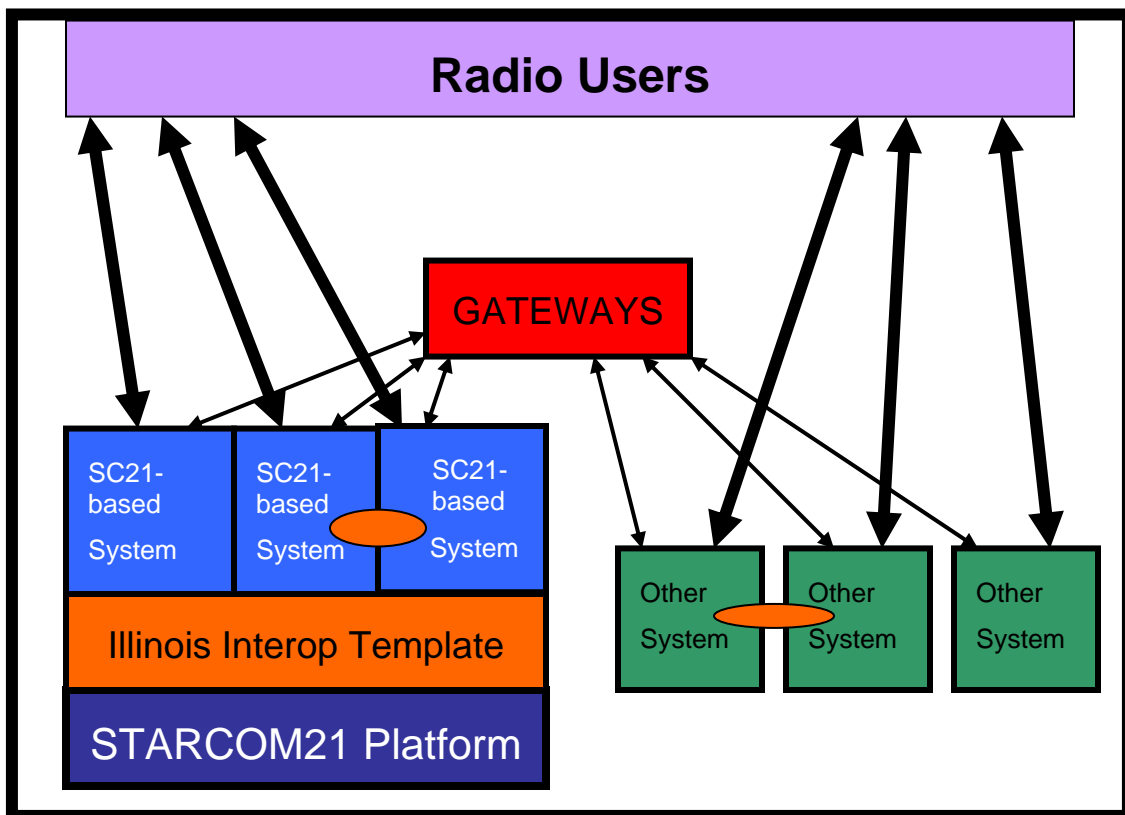 Radio Users
GATEWAYS
SC21-
based
System
SC21-
based
System
SC21-
based
System
Other
System
Other
System
Other
System
Illinois Interop Template
STARCOM21 Platform